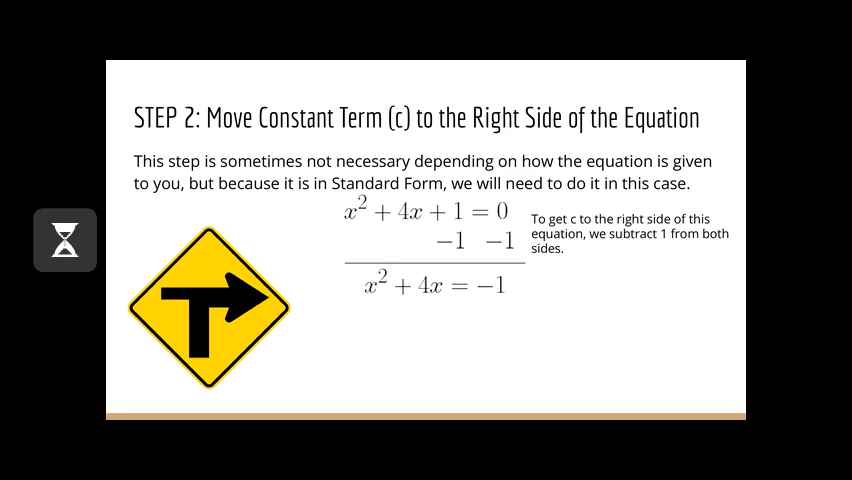 STEP 2: Move Constant Term (c) to the Right Side of the Equation
This step is sometimes not necessary depending on how the equation is given
to you, but because it is in Standard Form, we will need to do it in this case.
x² + 4x + 1 = 0
−1 −1
x² + 4x = −1
To get c to the right side of this
equation, we subtract 1 from both
sides.